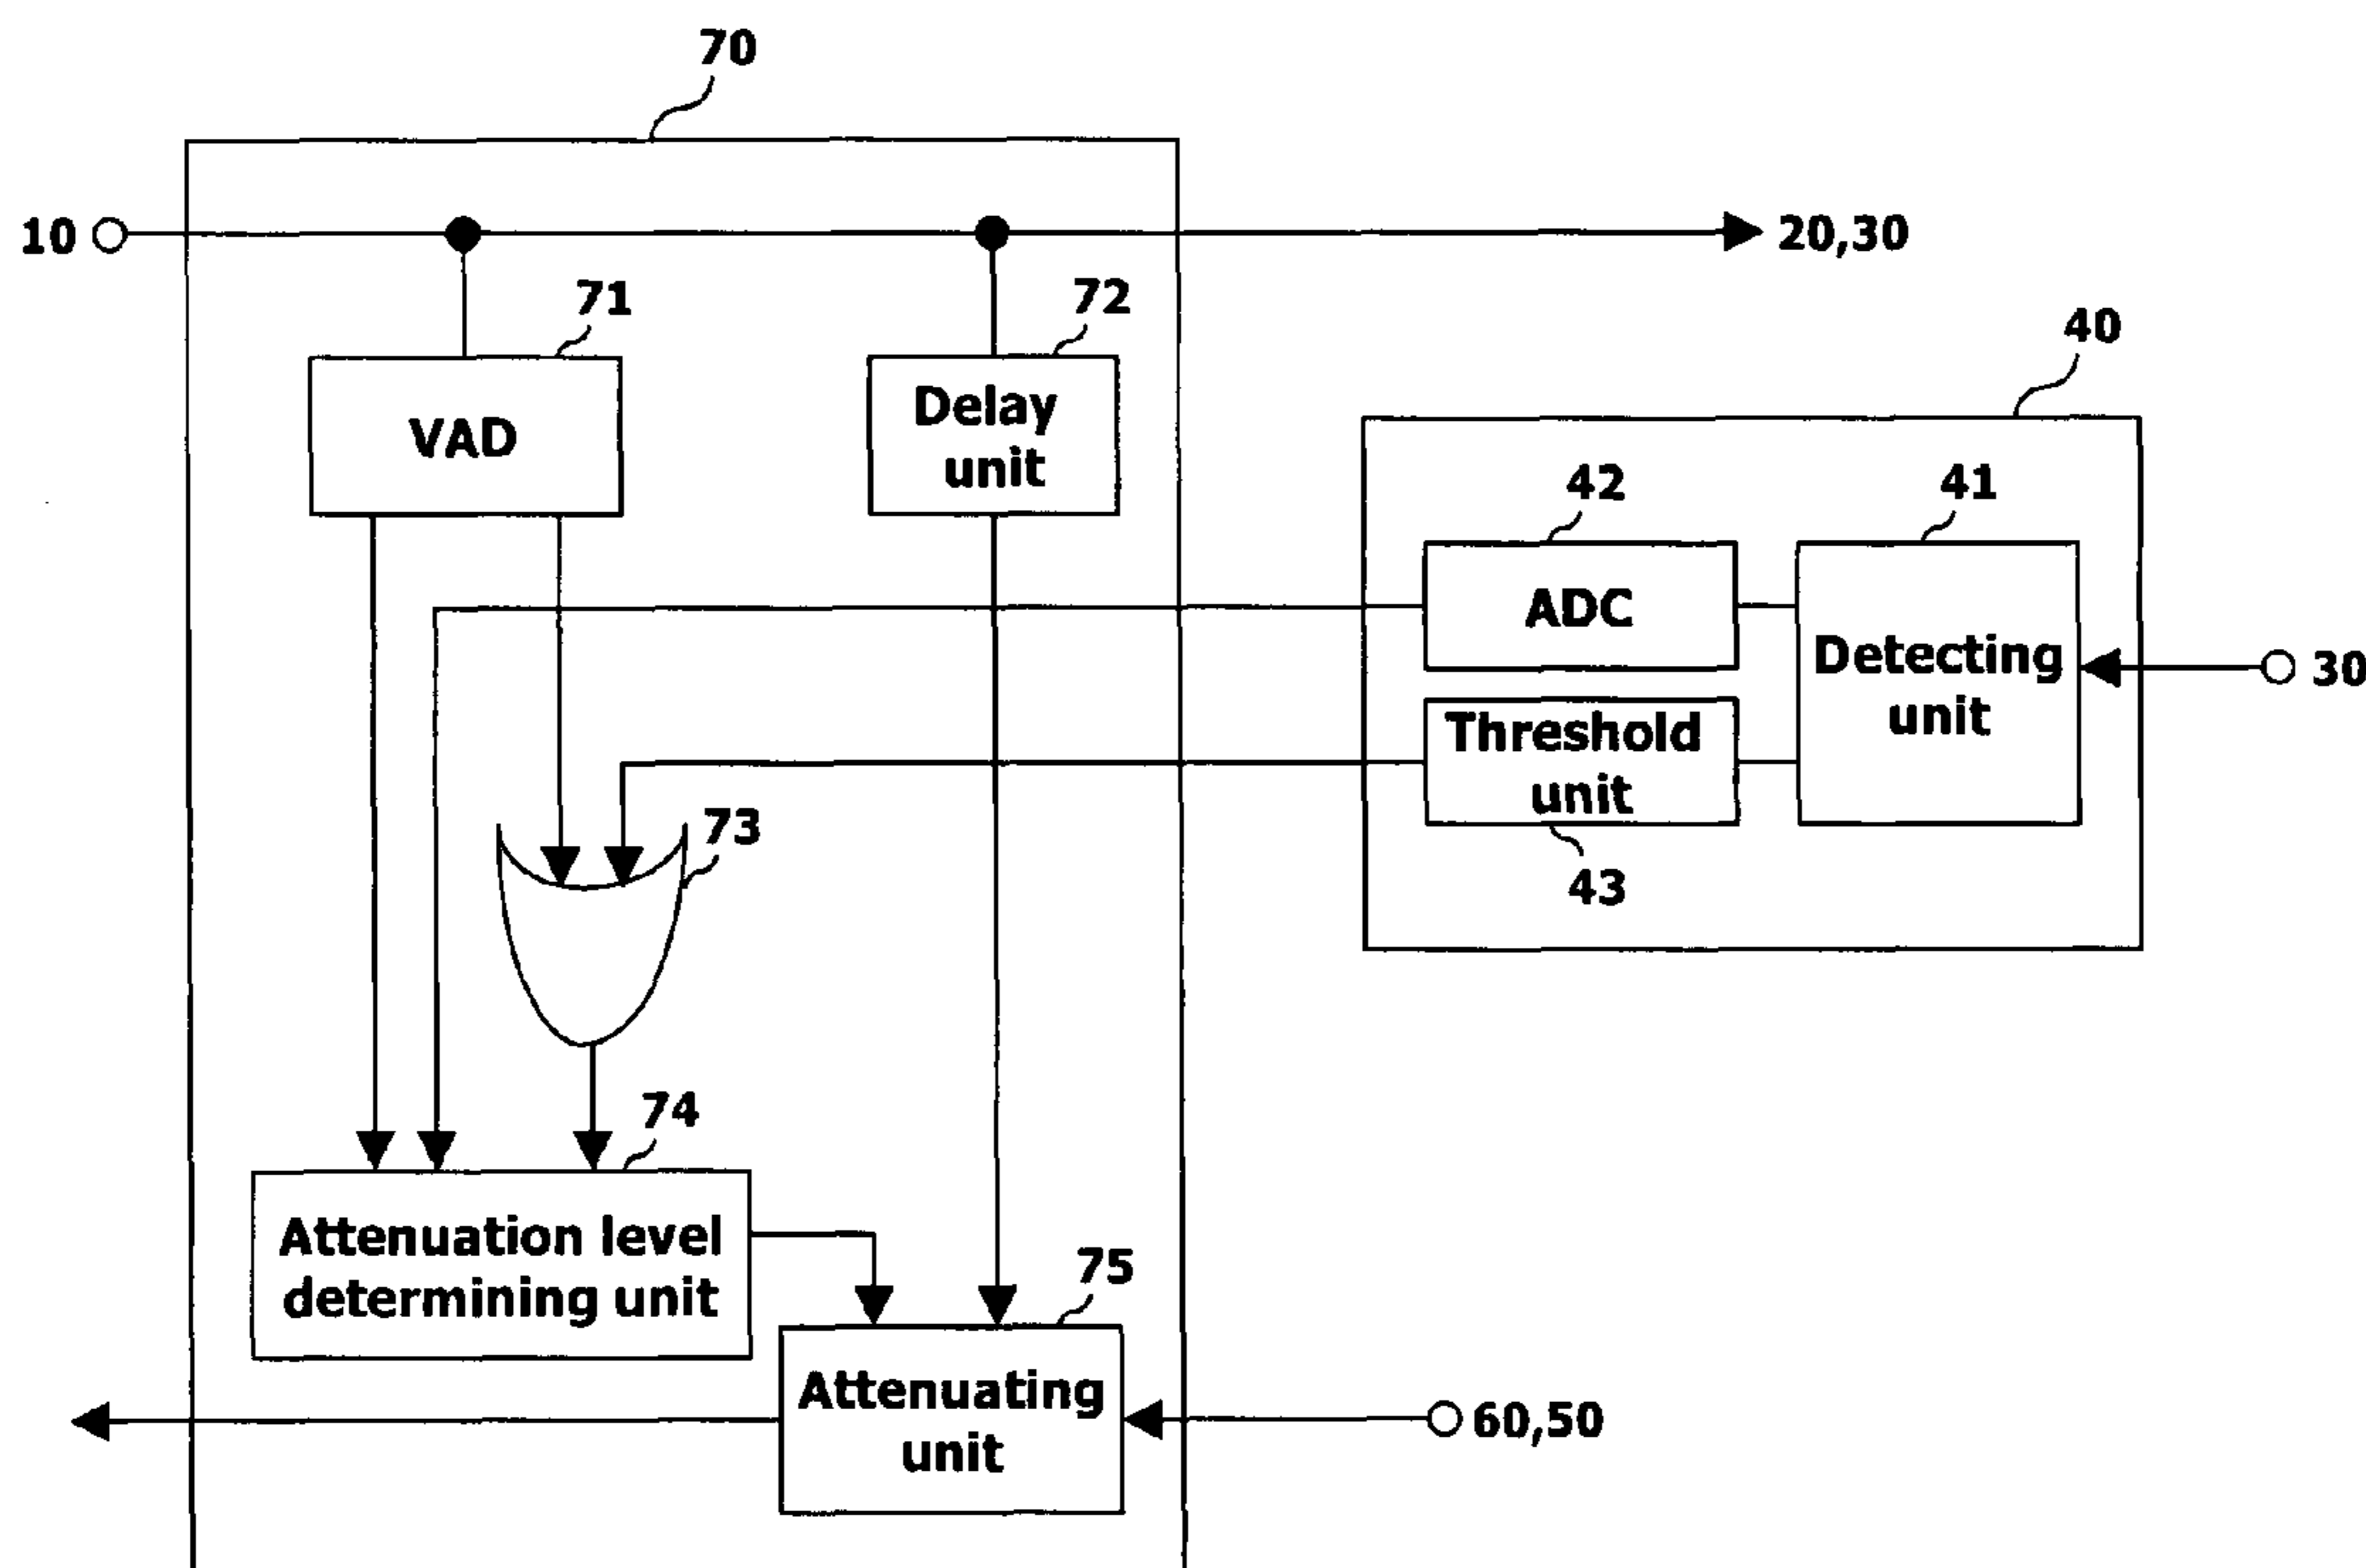 70
10
20,30
71
72
40
VAD
Delay
unit
42
41
ADC
Detecting
unit
30
Threshold
unit
73
43
74
Attenuation level
determining unit
75
Attenuating
unit
60,50